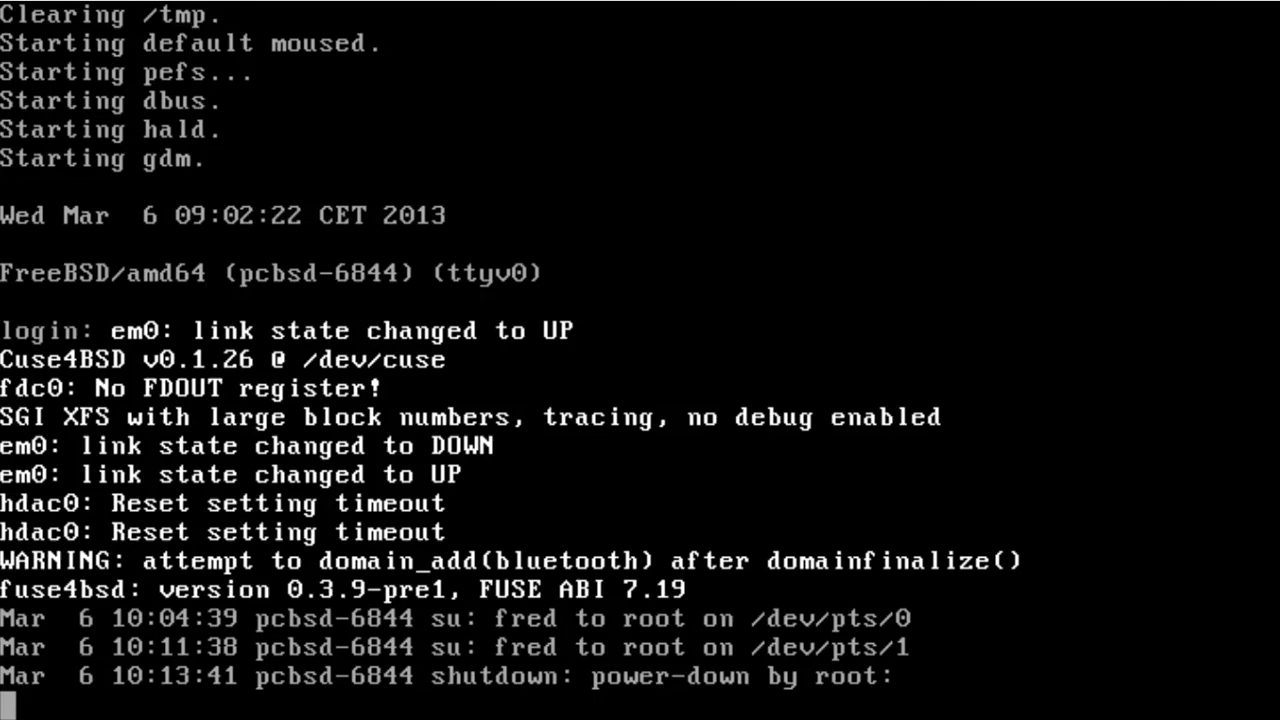 Clearing /tmp.
Starting default moused.
Starting pefs...
Starting dbus.
Starting hald.
Starting gdm.
Wed Mar  6 09:02:22 CET 2013
FreeBSD/amd64 (pcbsd-6844) (ttyv0)
login: em0: link state changed to UP
Cuse4BSD v0.1.26 @ /dev/cuse
fdc0: No FDOUT register!
SGI XFS with large block numbers, tracing, no debug enabled
em0: link state changed to DOWN
em0: link state changed to UP
hdac0: Reset setting timeout
hdac0: Reset setting timeout
WARNING: attempt to domain_add(bluetooth) after domainfinalize()
fuse4bsd: version 0.3.9-pre1, FUSE ABI 7.19
Mar  6 10:04:39 pcbsd-6844 su: fred to root on /dev/pts/0
Mar  6 10:11:38 pcbsd-6844 su: fred to root on /dev/pts/1
Mar  6 10:13:41 pcbsd-6844 shutdown: power-down by root: